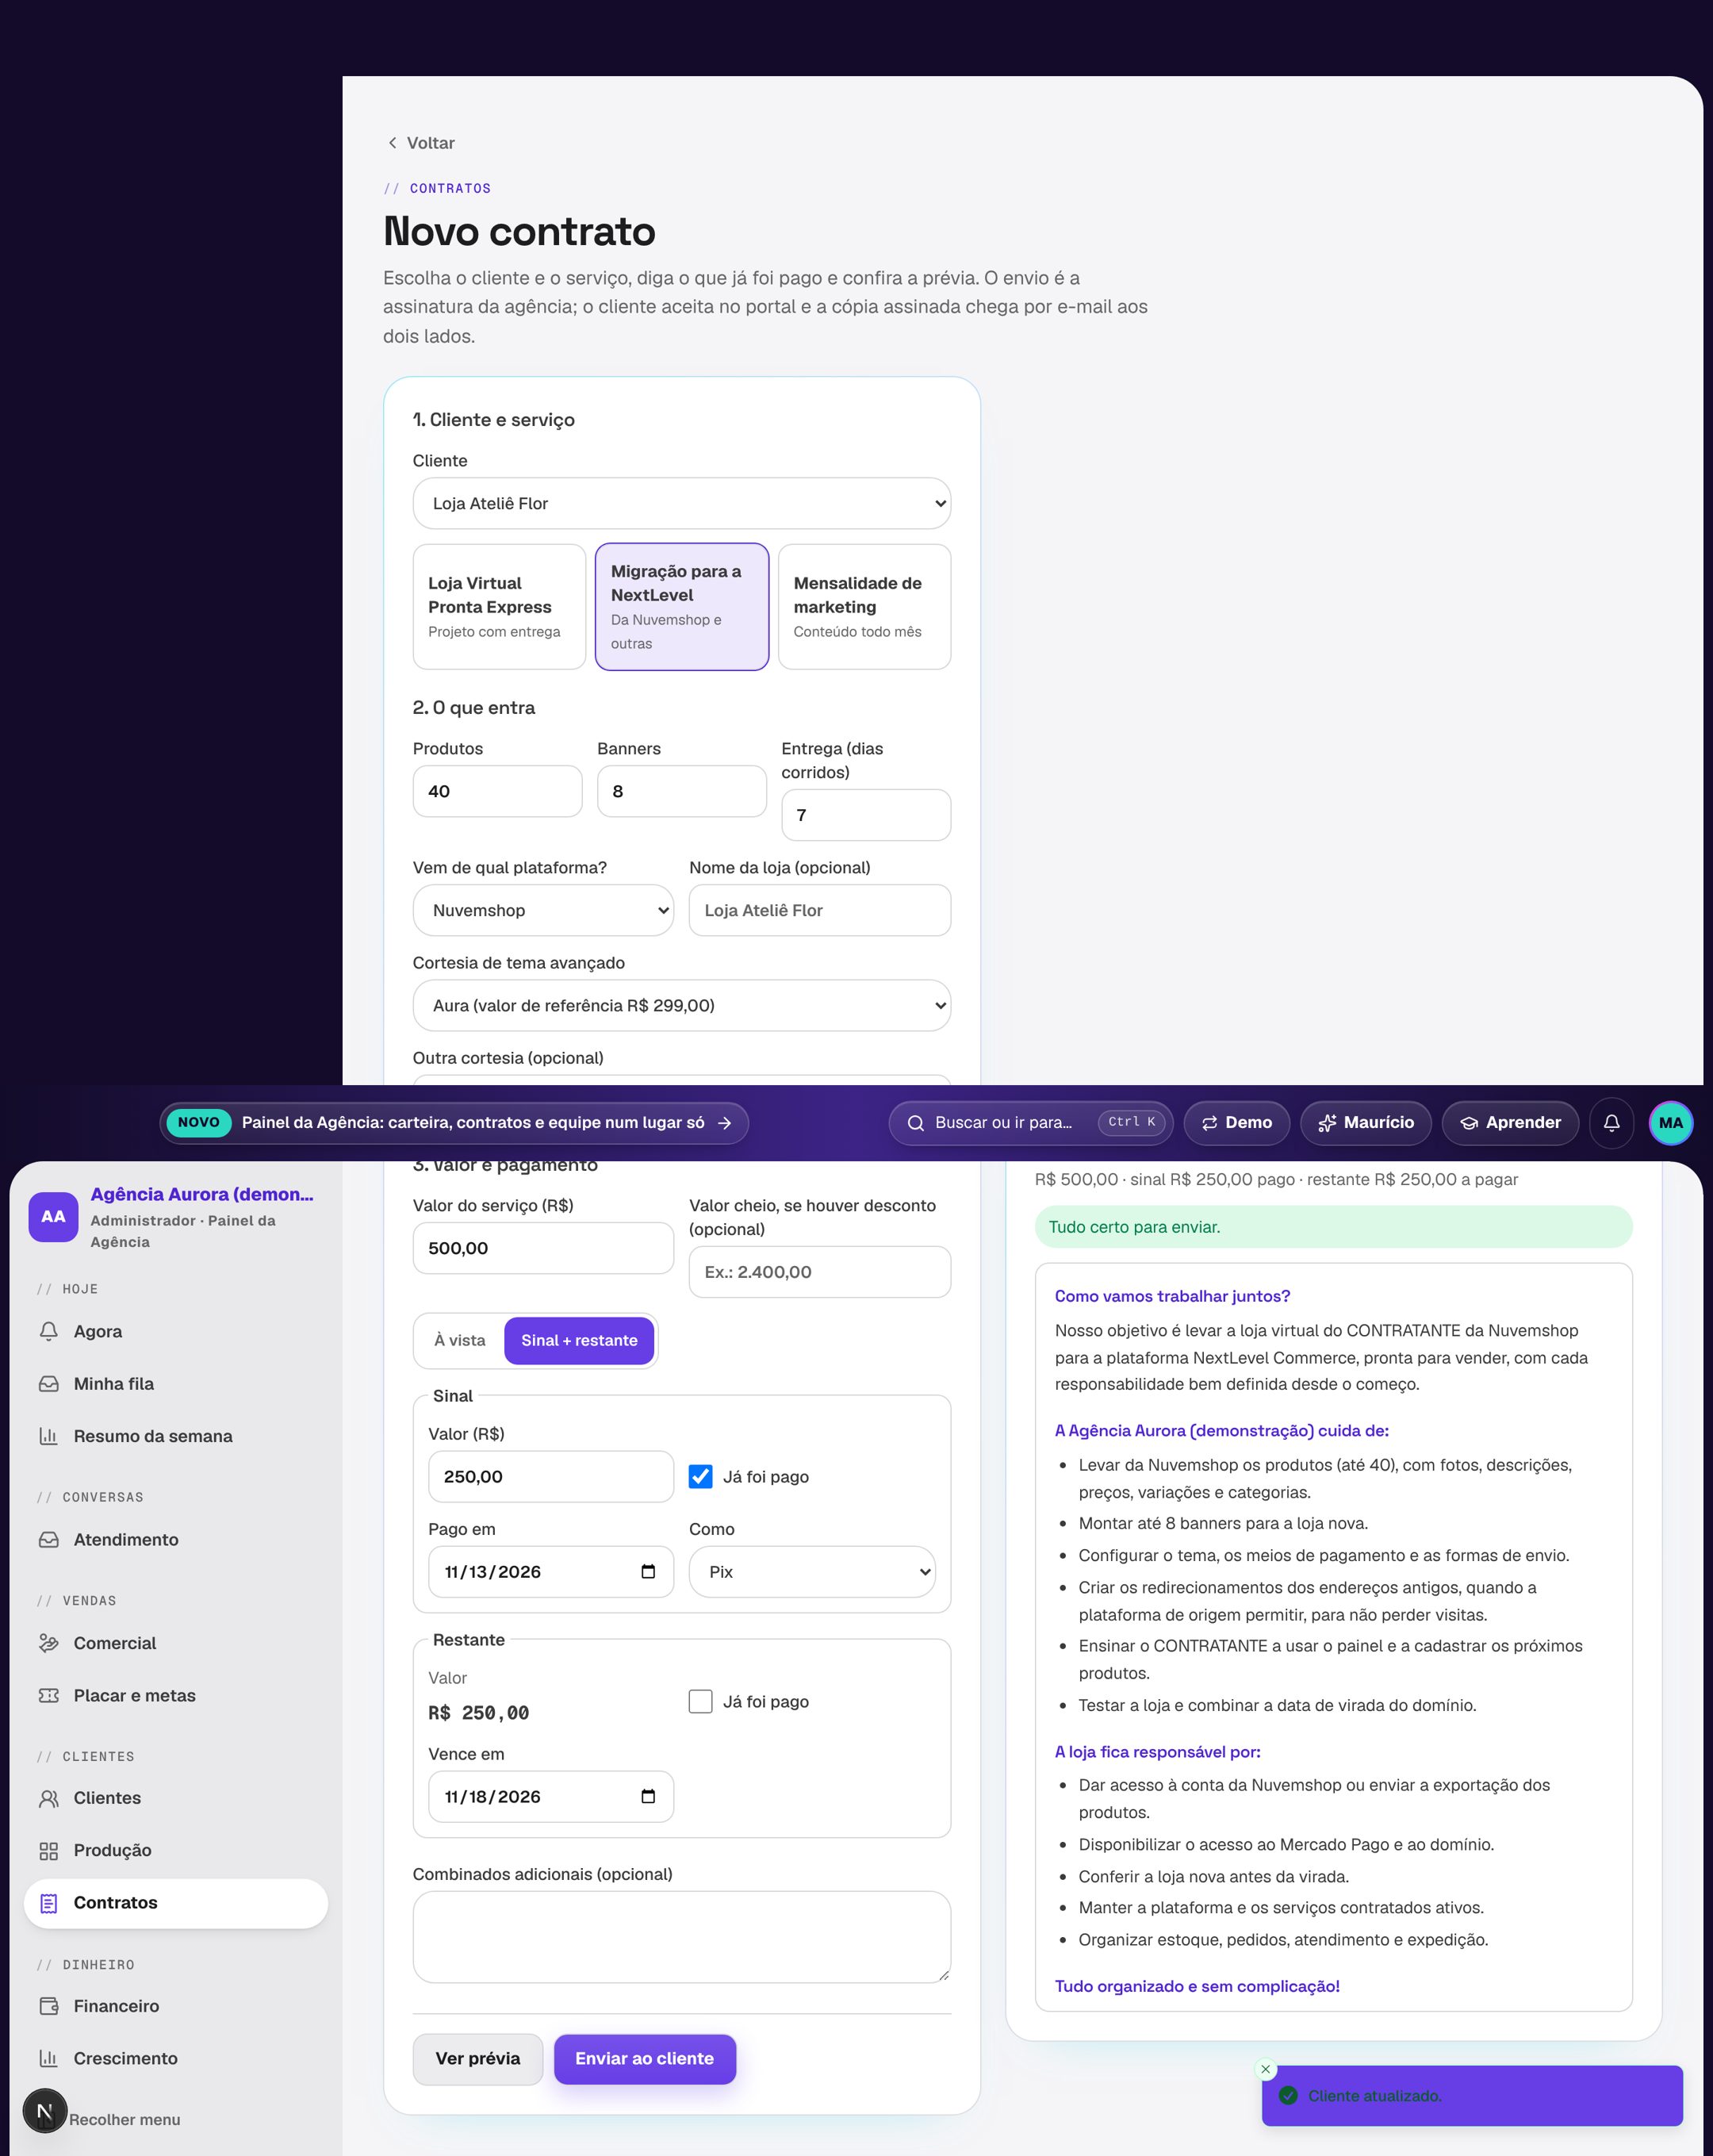 Voltar
// CONTRATOS
Novo contrato
Escolha o cliente e o serviço, diga o que já foi pago e confira a prévia. O envio é a
assinatura da agência; o cliente aceita no portal e a cópia assinada chega por e-mail aos
dois lados.
1. Cliente e serviço
Cliente
Loja Ateliê Flor
Loja Virtual
Pronta Express
Projeto com entrega
Migração para a
NextLevel
Da Nuvemshop e
outras
Mensalidade de
marketing
Conteúdo todo mês
2. O que entra
Produtos
40
Banners
8
Entrega (dias
corridos)
7
Vem de qual plataforma?
Nuvemshop
Nome da loja (opcional)
Loja Ateliê Flor
Cortesia de tema avançado
Aura (valor de referência R$ 299,00)
Outra cortesia (opcional)
NOVO
Painel da Agência: carteira, contratos e equipe num lugar só
Buscar ou ir para...
Ctrl K
Demo
Maurício
Aprender
MA
AA
Agência Aurora (demon...
Administrador · Painel da
Agência
// HOJE
Agora
Minha fila
Resumo da semana
// CONVERSAS
Atendimento
// VENDAS
Comercial
Placar e metas
// CLIENTES
Clientes
Produção
Contratos
// DINHEIRO
Financeiro
Crescimento
N
Recolher menu
3. Valor e pagamento
Valor do serviço (R$)
500,00
Valor cheio, se houver desconto
(opcional)
Ex.: 2.400,00
À vista
Sinal + restante
Sinal
Valor (R$)
250,00
Já foi pago
Pago em
11/13/2026
Como
Pix
Restante
Valor
R$ 250,00
Já foi pago
Vence em
11/18/2026
Combinados adicionais (opcional)
Ver prévia
Enviar ao cliente
R$ 500,00 · sinal R$ 250,00 pago · restante R$ 250,00 a pagar
Tudo certo para enviar.
Como vamos trabalhar juntos?
Nosso objetivo é levar a loja virtual do CONTRATANTE da Nuvemshop
para a plataforma NextLevel Commerce, pronta para vender, com cada
responsabilidade bem definida desde o começo.
A Agência Aurora (demonstração) cuida de:
Levar da Nuvemshop os produtos (até 40), com fotos, descrições,
preços, variações e categorias.
Montar até 8 banners para a loja nova.
Configurar o tema, os meios de pagamento e as formas de envio.
Criar os redirecionamentos dos endereços antigos, quando a
plataforma de origem permitir, para não perder visitas.
Ensinar o CONTRATANTE a usar o painel e a cadastrar os próximos
produtos.
Testar a loja e combinar a data de virada do domínio.
A loja fica responsável por:
Dar acesso à conta da Nuvemshop ou enviar a exportação dos
produtos.
Disponibilizar o acesso ao Mercado Pago e ao domínio.
Conferir a loja nova antes da virada.
Manter a plataforma e os serviços contratados ativos.
Organizar estoque, pedidos, atendimento e expedição.
Tudo organizado e sem complicação!
Cliente atualizado.